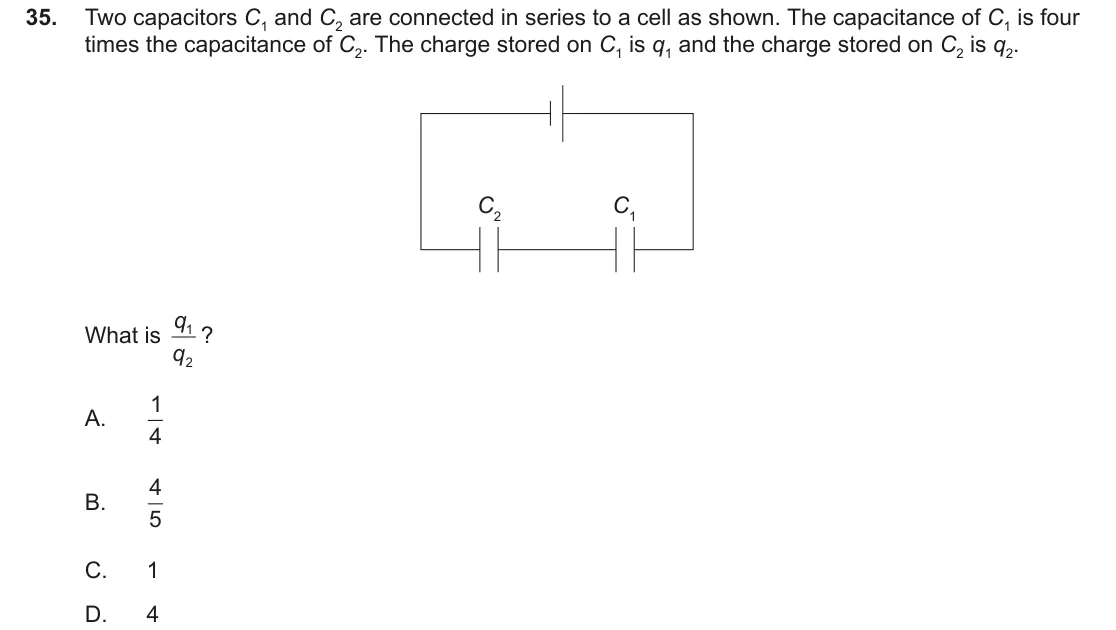 35. Two capacitors C₁ and C₂ are connected in series to a cell as shown. The capacitance of C₁ is four
times the capacitance of C₂. The charge stored on C₁ is q₁ and the charge stored on C₂ is q₂.
C₂ C₁
What is q₁/q₂ ?
A. 1/4
B. 4/5
C. 1
D. 4